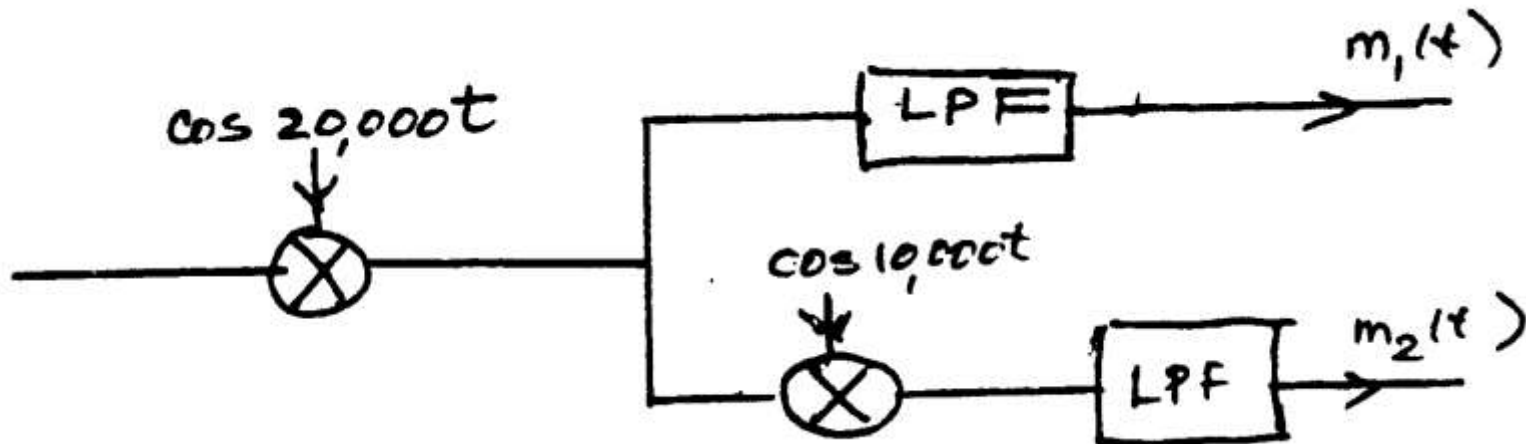 m₁(t)
LPF
cos 20,000t
cos 10,000t
m₂(t)
LPF